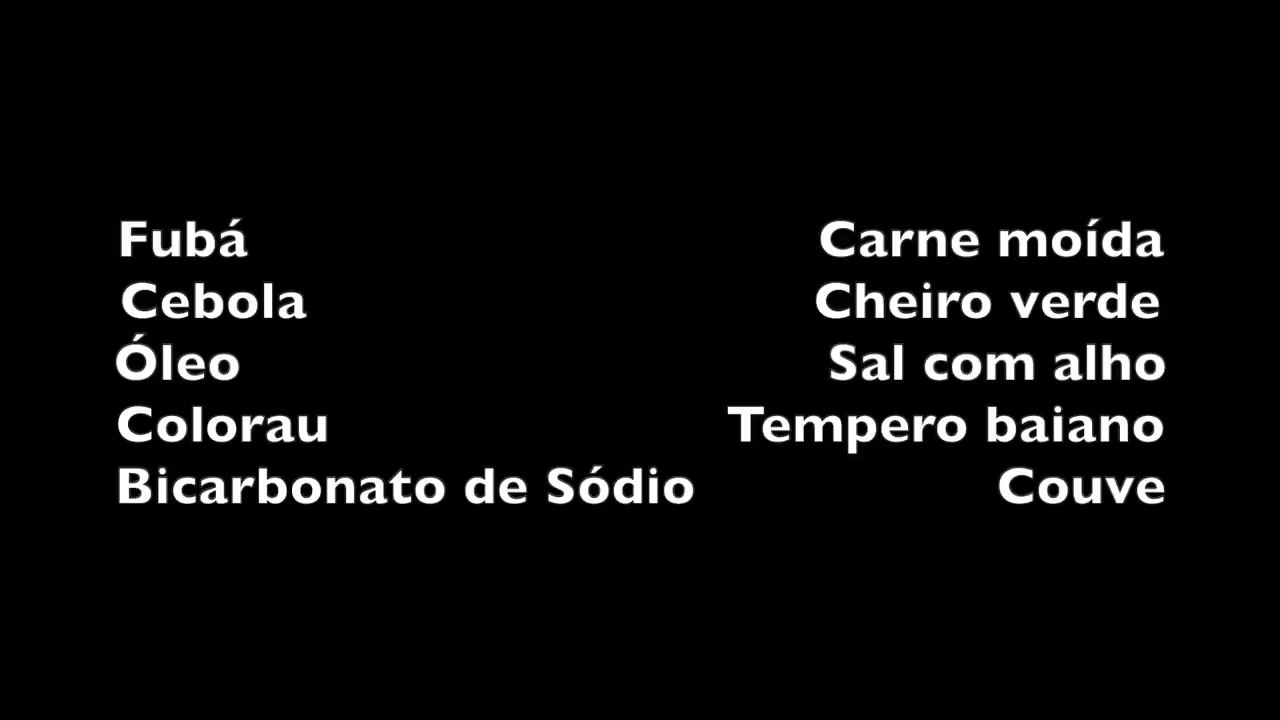 Fubá
Cebola
Óleo
Colorau
Bicarbonato de Sódio
Carne moída
Cheiro verde
Sal com alho
Tempero baiano
Couve